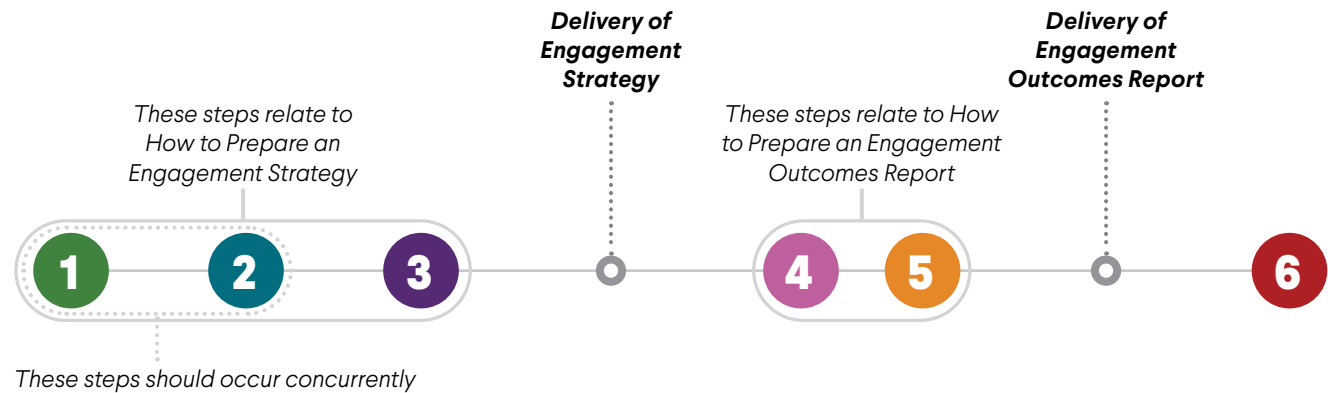 Delivery of
Engagement
Strategy
Delivery of
Engagement
Outcomes Report
These steps relate to
How to Prepare an
Engagement Strategy
These steps relate to How
to Prepare an Engagement
Outcomes Report
1
2
3
4
5
6
These steps should occur concurrently